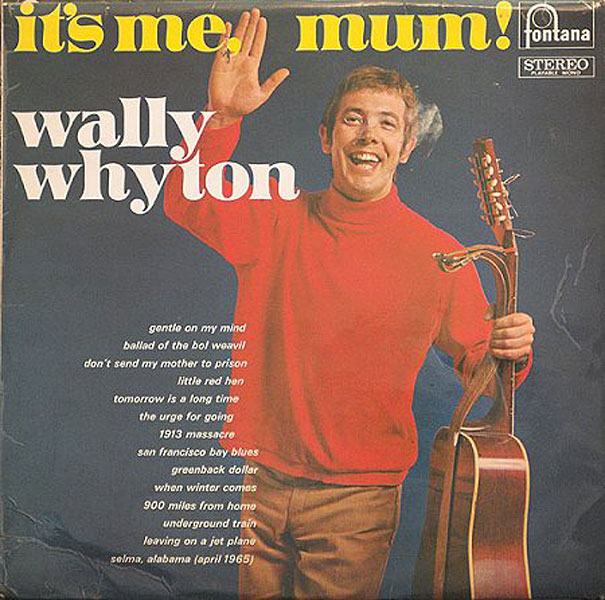 it's me, mum!
fontana
STEREO
PLAYABLE MONO
wally
whyton
gentle on my mind
ballad of the bol weavil
don't send my mother to prison
little red hen
tomorrow is a long time
the urge for going
1913 massacre
san francisco bay blues
greenback dollar
when winter comes
900 miles from home
underground train
leaving on a jet plane
selma, alabama (april 1965)